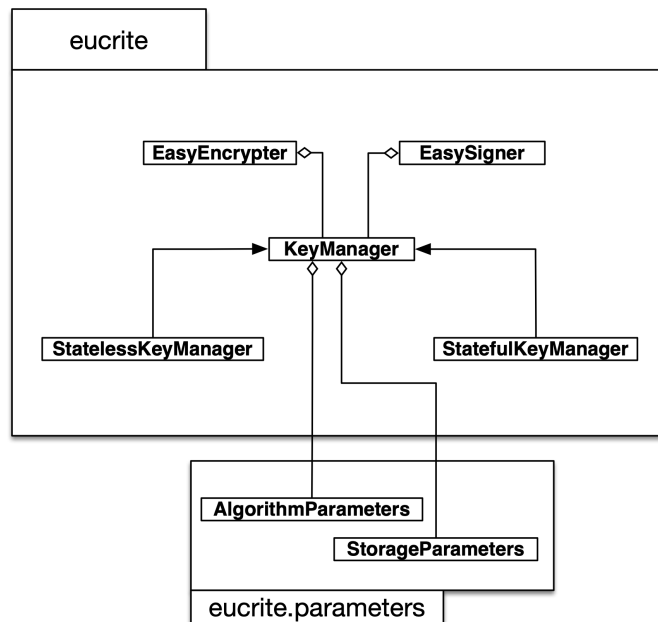 eucrite
EasyEncrypter
EasySigner
KeyManager
StatelessKeyManager
StatefulKeyManager
AlgorithmParameters
StorageParameters
eucrite.parameters